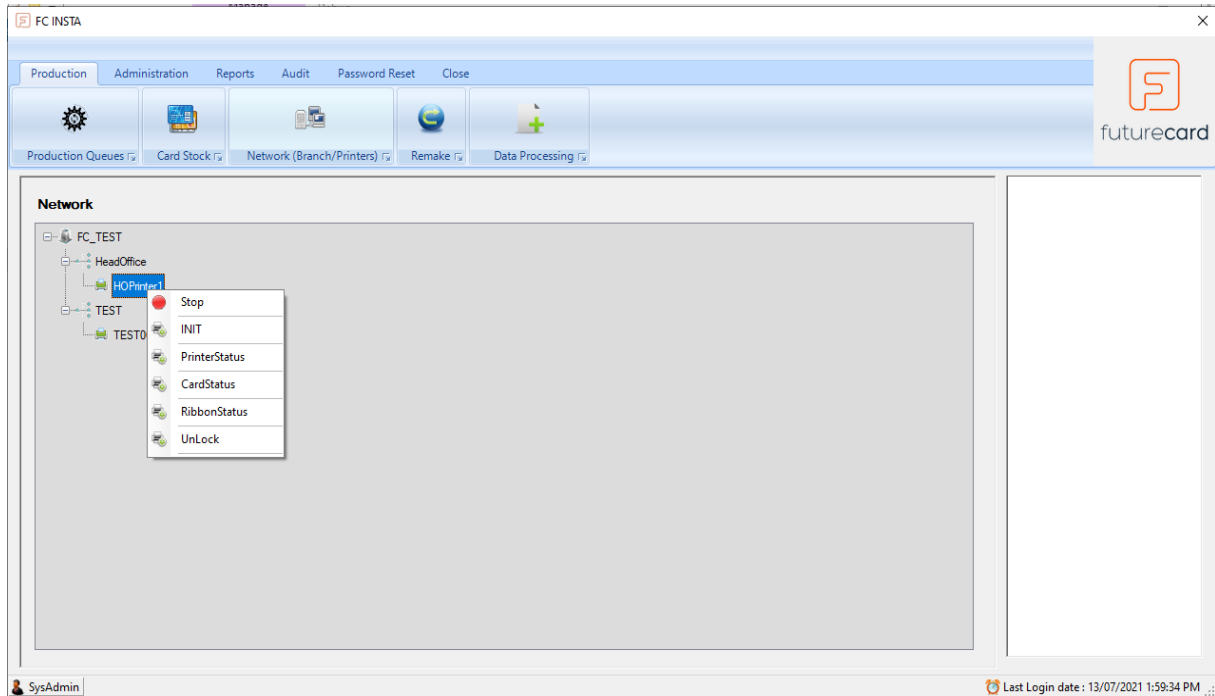 FC INSTA
Production Administration Reports Audit Password Reset Close
Production Queues Card Stock Network (Branch/Printers) Remake Data Processing
futurecard
Network
FC_TEST
HeadOffice
HOPrinter1
Stop
TEST
INIT
PrinterStatus
CardStatus
RibbonStatus
UnLock
SysAdmin
Last Login date : 13/07/2021 1:59:34 PM